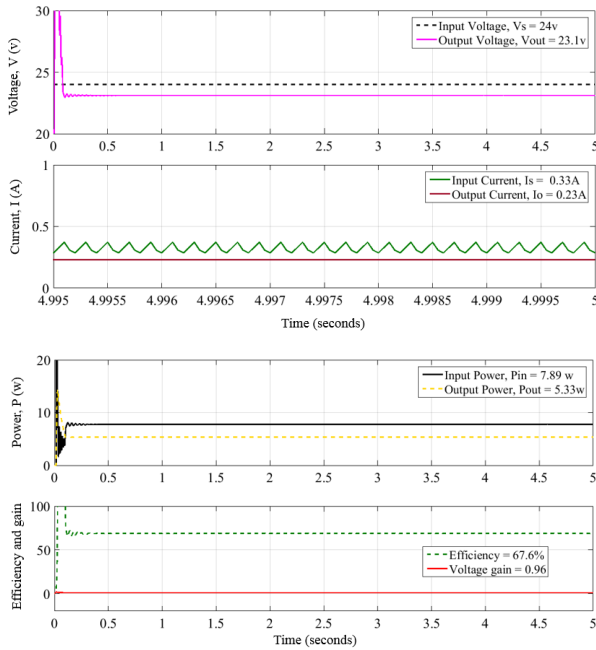 Voltage, V (v)
30
25
20
Input Voltage, Vs = 24v
Output Voltage, Vout = 23.1v
0 0.5 1 1.5 2 2.5 3 3.5 4 4.5 5
Current, I (A)
1
0.5
0
Input Current, Is = 0.33A
Output Current, Io = 0.23A
4.995 4.9955 4.996 4.9965 4.997 4.9975 4.998 4.9985 4.999 4.9995 5
Time (seconds)
Power, P (w)
20
10
0
Input Power, Pin = 7.89 w
Output Power, Pout = 5.33w
0 0.5 1 1.5 2 2.5 3 3.5 4 4.5 5
Efficiency and gain
100
50
0
Efficiency = 67.6%
Voltage gain = 0.96
0 0.5 1 1.5 2 2.5 3 3.5 4 4.5 5
Time (seconds)